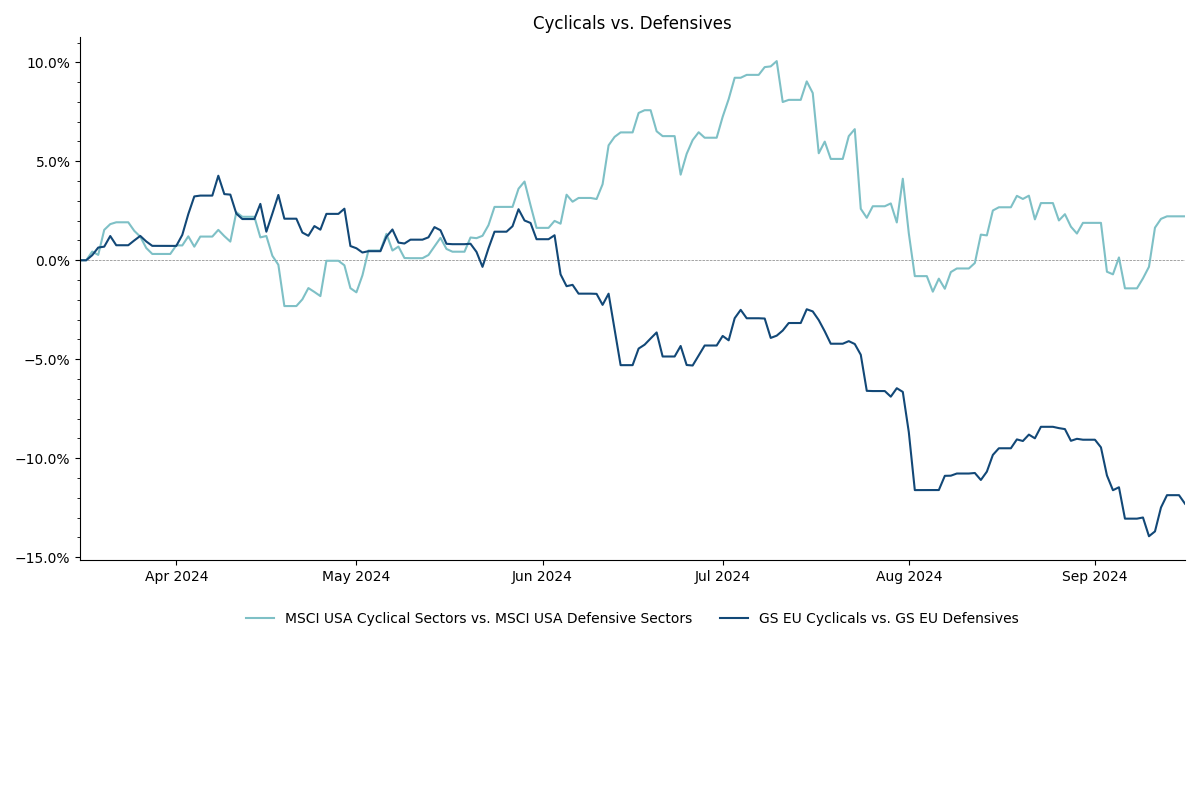 Cyclicals vs. Defensives
10.0%
5.0%
0.0%
−5.0%
−10.0%
−15.0%
Apr 2024 May 2024 Jun 2024 Jul 2024 Aug 2024 Sep 2024
MSCI USA Cyclical Sectors vs. MSCI USA Defensive Sectors GS EU Cyclicals vs. GS EU Defensives